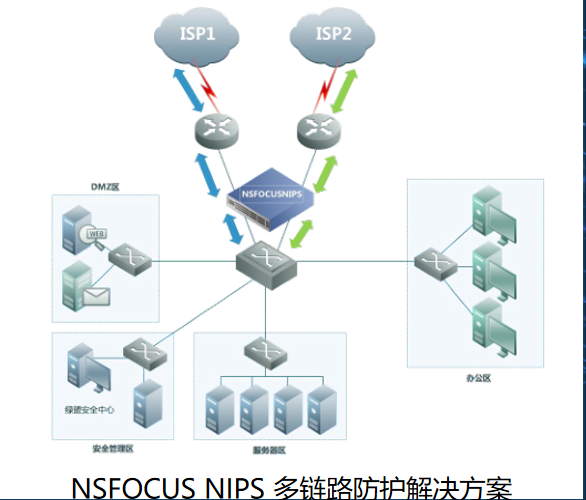 ISP1
ISP2
NSFOCUSNIPS
DMZ区
WEB
绿盟安全中心
安全管理区
服务器区
办公区
NSFOCUS NIPS 多链路防护解决方案